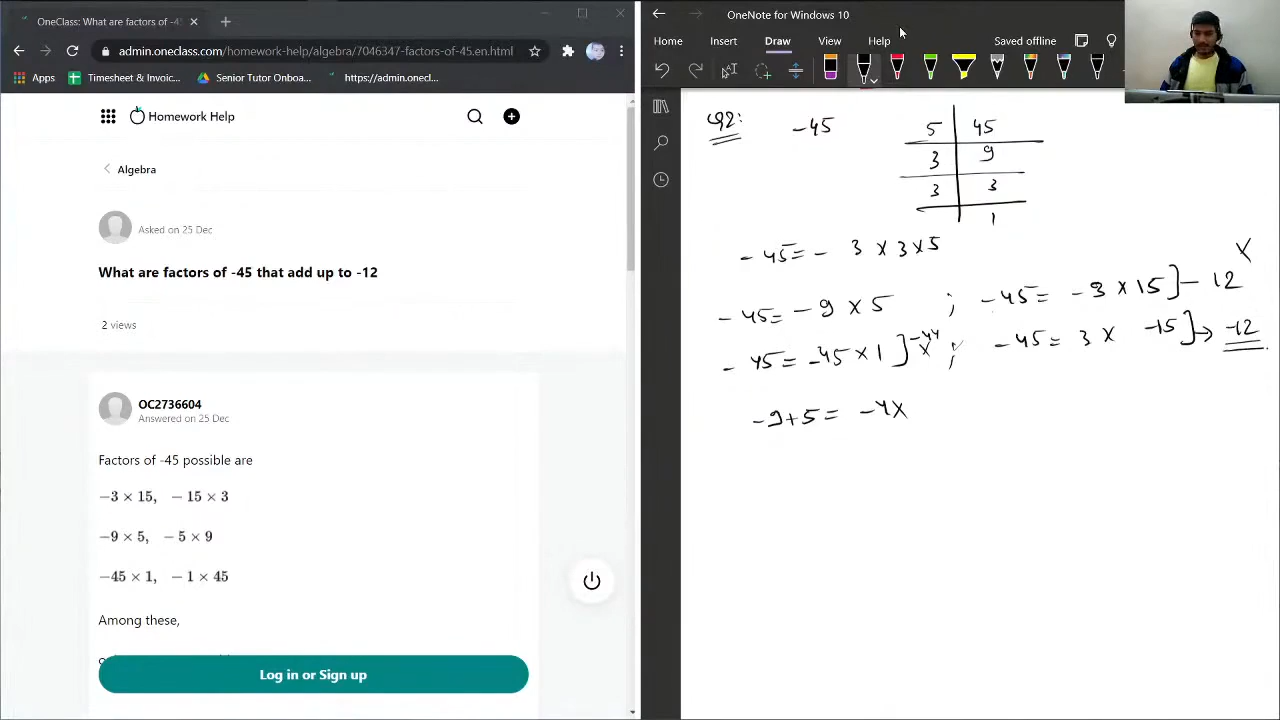 OneClass: What are factors of -45
admin.oneclass.com/homework-help/algebra/7046347-factors-of-45.en.html
Apps
Timesheet & Invoic...
Senior Tutor Onboa...
https://admin.onecl...
Homework Help
Algebra
Asked on 25 Dec
What are factors of -45 that add up to -12
2 views
OC2736604
Answered on 25 Dec
Factors of -45 possible are
−3 × 15, − 15 × 3
−9 × 5, − 5 × 9
−45 × 1, − 1 × 45
Among these,
Log in or Sign up
OneNote for Windows 10
Home Insert Draw View Help Saved offline
Q2: -45
5 | 45
3 | 9
3 | 3
1
-45 = - 3 × 3 × 5
-45 = -9 × 5 ; -45 = -3 × 15] - 12 ×
-45 = -45 × 1] -44 × ; -45 = 3 × -15] → -12
-9+5 = -4×